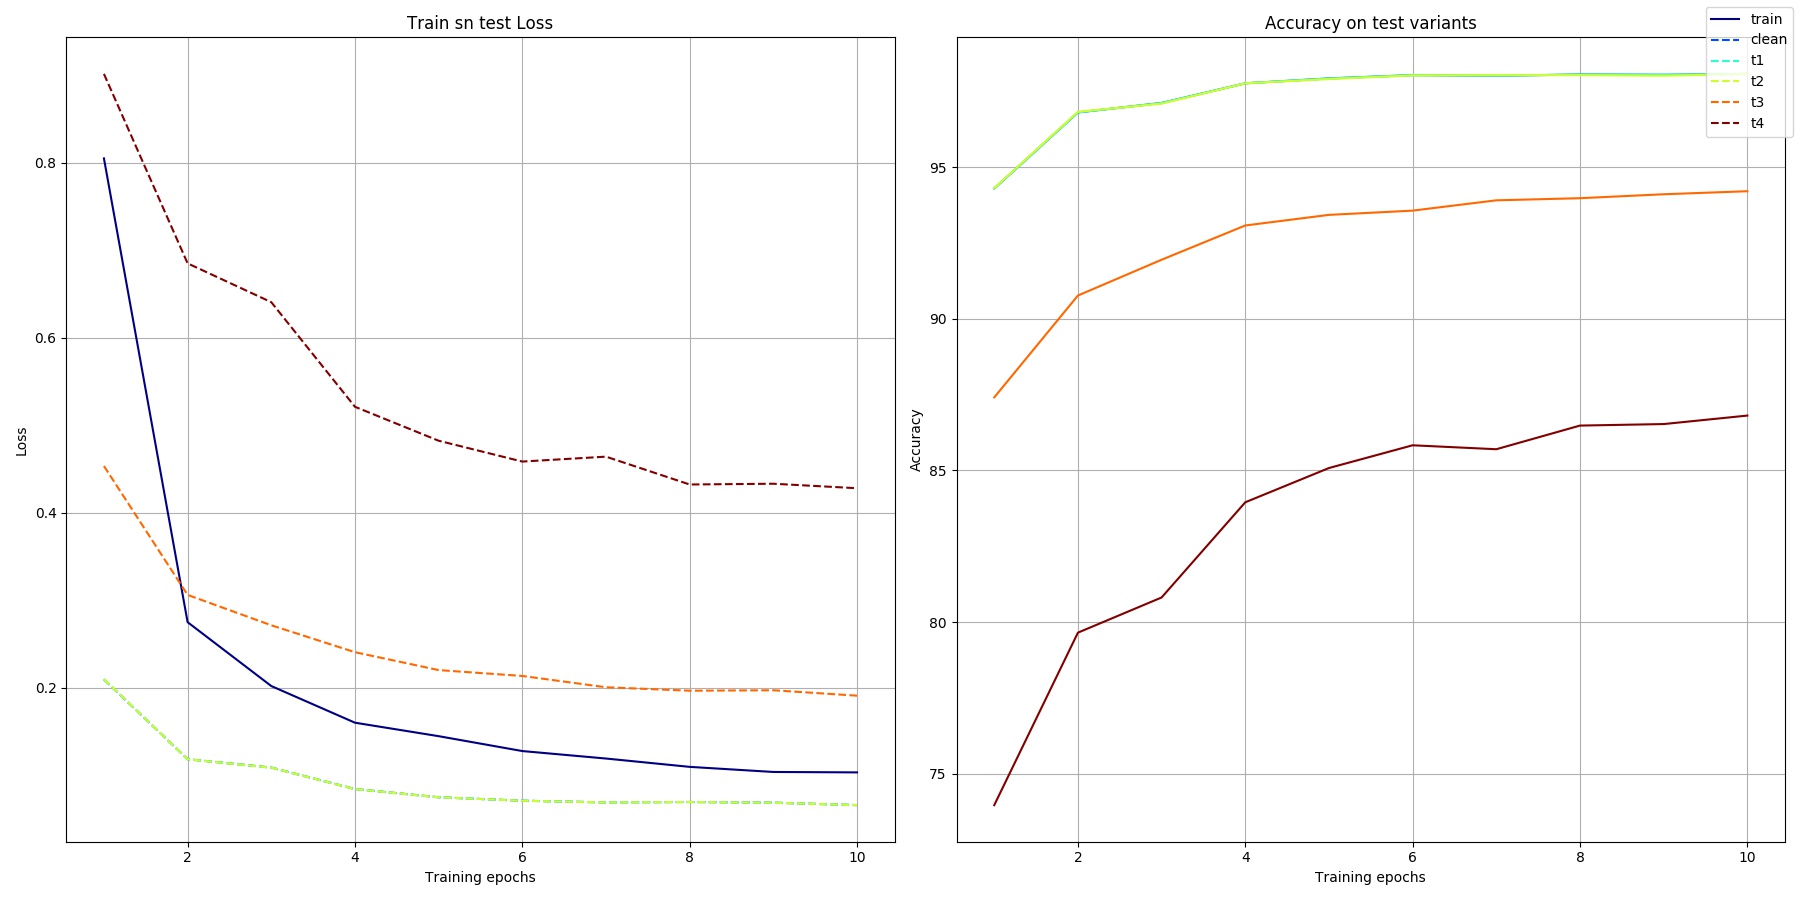 Train sn test Loss
Accuracy on test variants
train
clean
t1
t2
t3
t4
0.8
0.6
0.4
0.2
Loss
2
4
6
8
10
Training epochs
95
90
85
80
75
Accuracy
2
4
6
8
10
Training epochs